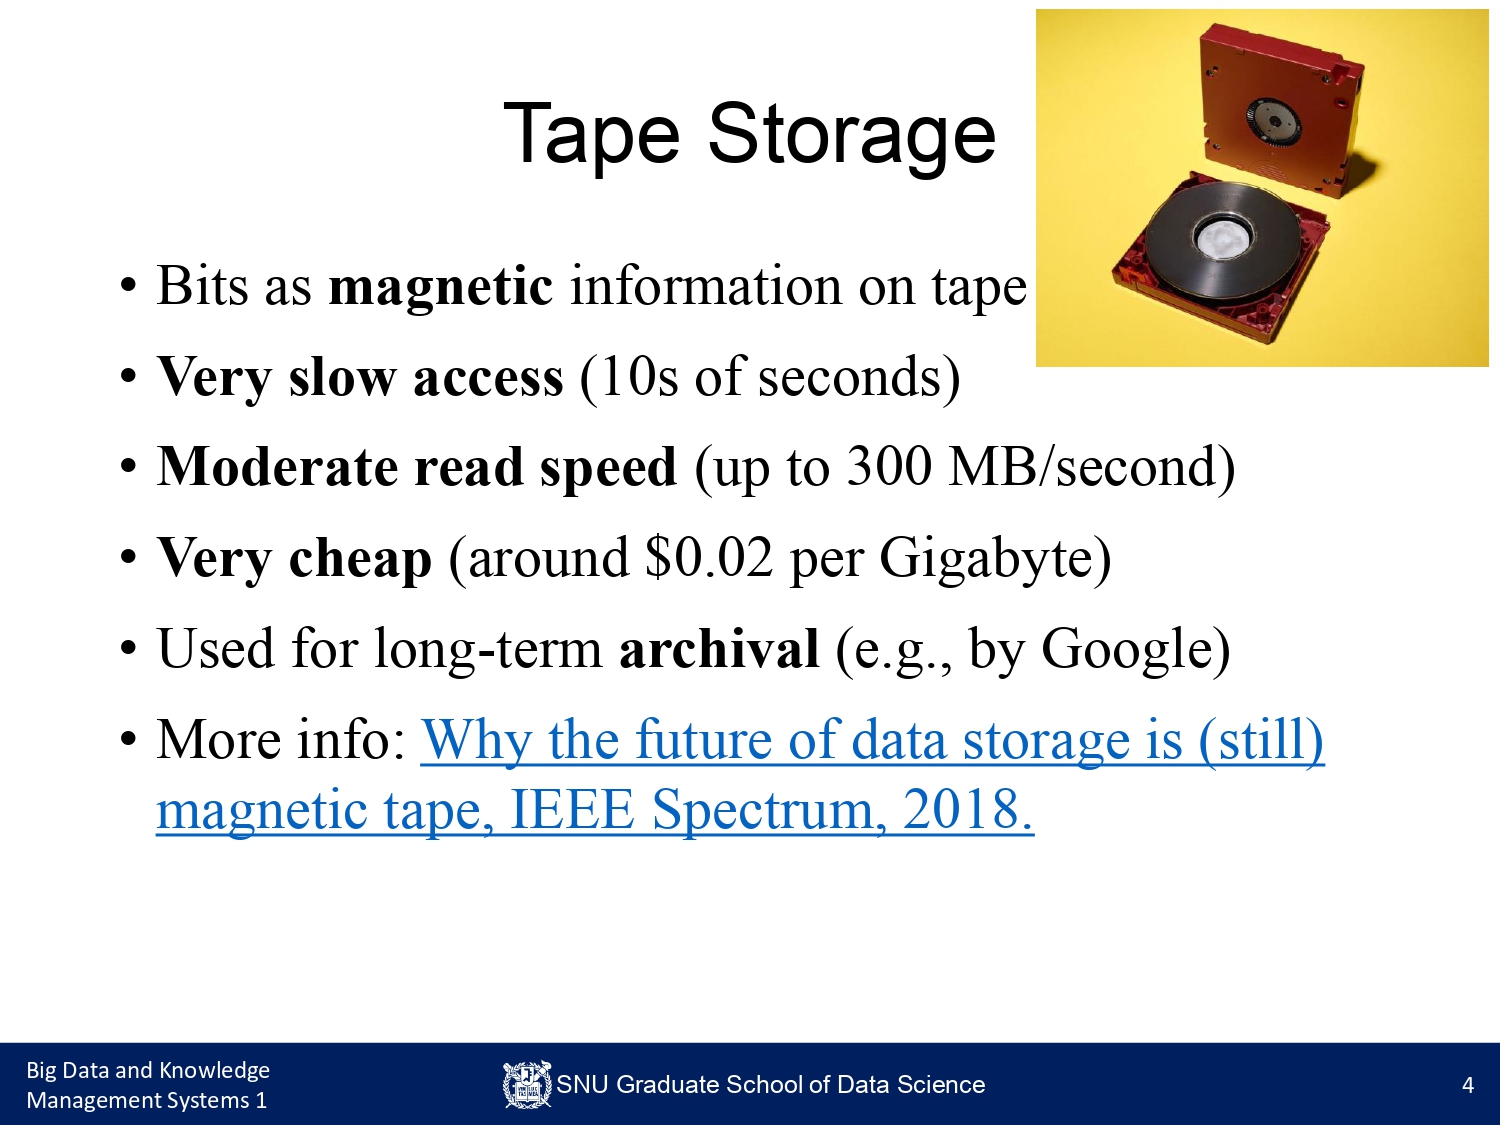 Tape Storage
• Bits as magnetic information on tape
• Very slow access (10s of seconds)
• Moderate read speed (up to 300 MB/second)
• Very cheap (around $0.02 per Gigabyte)
• Used for long-term archival (e.g., by Google)
• More info: Why the future of data storage is (still)
magnetic tape, IEEE Spectrum, 2018.
Big Data and Knowledge
Management Systems 1
SNU Graduate School of Data Science
4